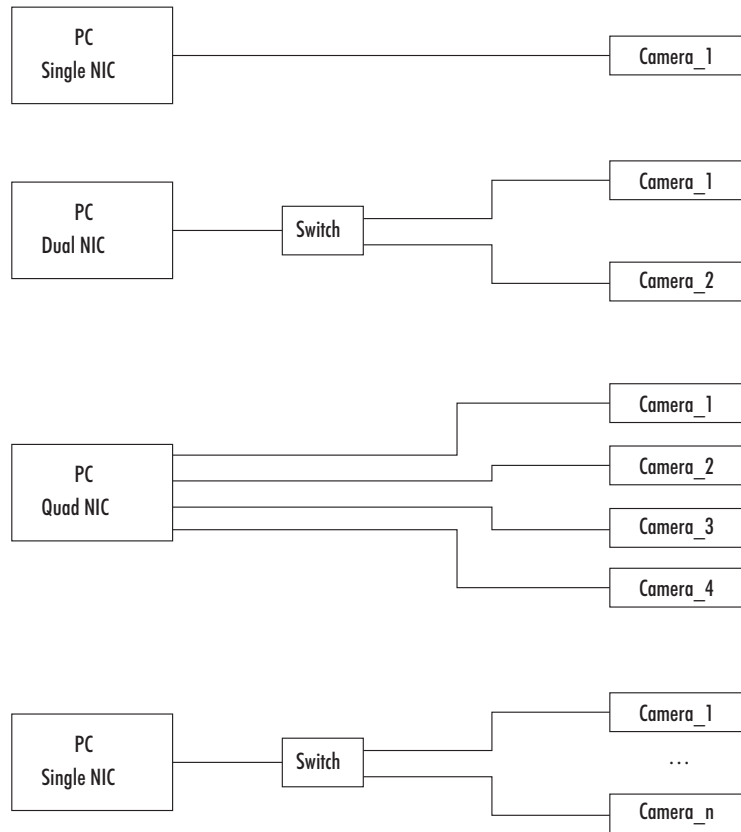 PC
Single NIC
Camera_1
PC
Dual NIC
Switch
Camera_1
Camera_2
PC
Quad NIC
Camera_1
Camera_2
Camera_3
Camera_4
PC
Single NIC
Switch
Camera_1
...
Camera_n